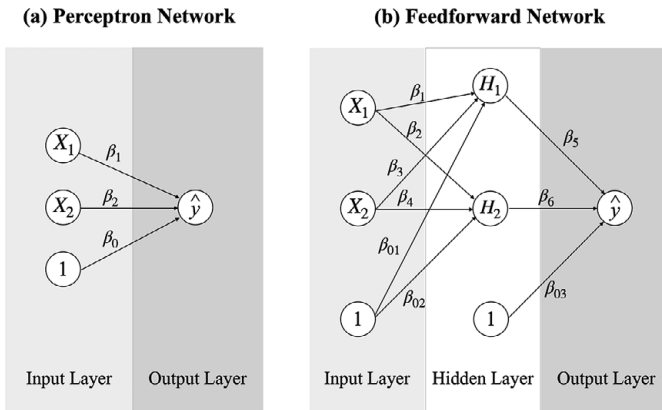 (a) Perceptron Network
X₁
β₁
X₂
β₂
ŷ
β₀
1
Input Layer
Output Layer
(b) Feedforward Network
X₁
β₁
H₁
β₂
β₃
β₅
X₂
β₄
H₂
β₆
ŷ
β₀₁
β₀₂
β₀₃
1
1
Input Layer
Hidden Layer
Output Layer